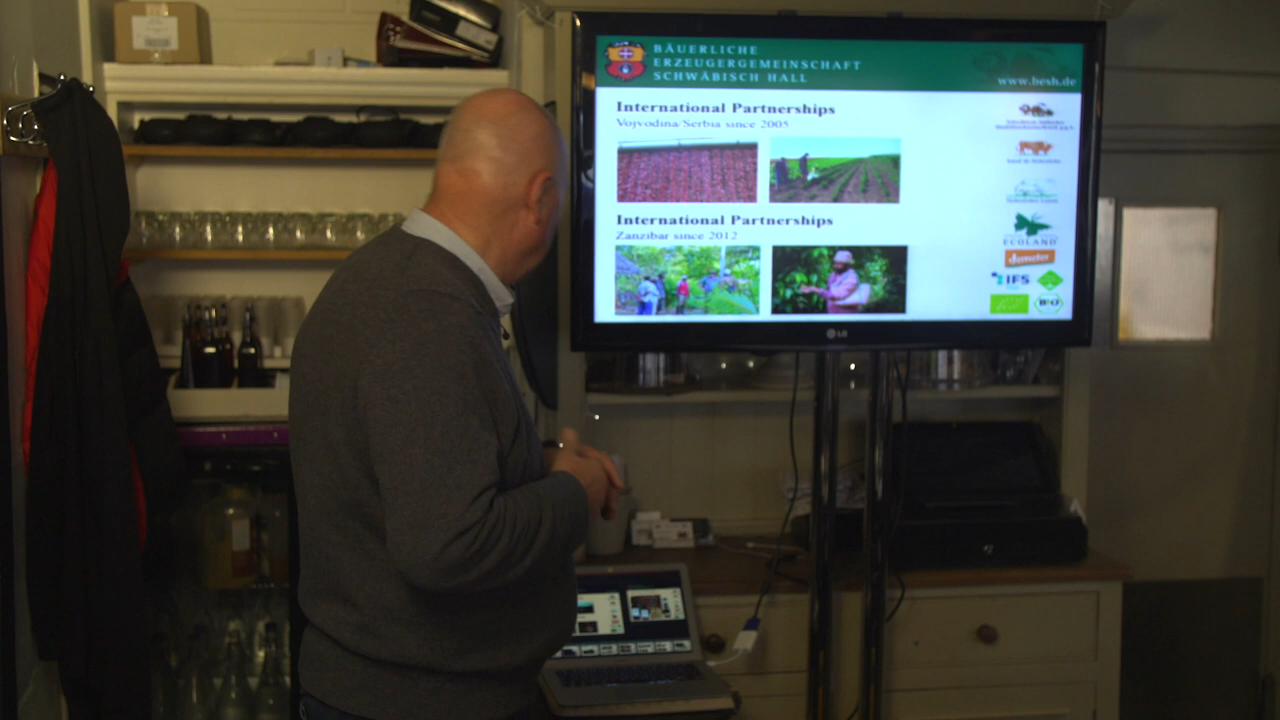 BÄUERLICHE
ERZEUGERGEMEINSCHAFT
SCHWÄBISCH HALL
www.besh.de
International Partnerships
Vojvodina/Serbia since 2005
International Partnerships
Zanzibar since 2012
ECOLAND
demeter
IFS
BIO
LG